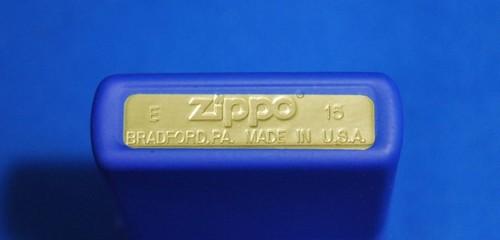 E zippo® 15
BRADFORD, PA. MADE IN U.S.A.